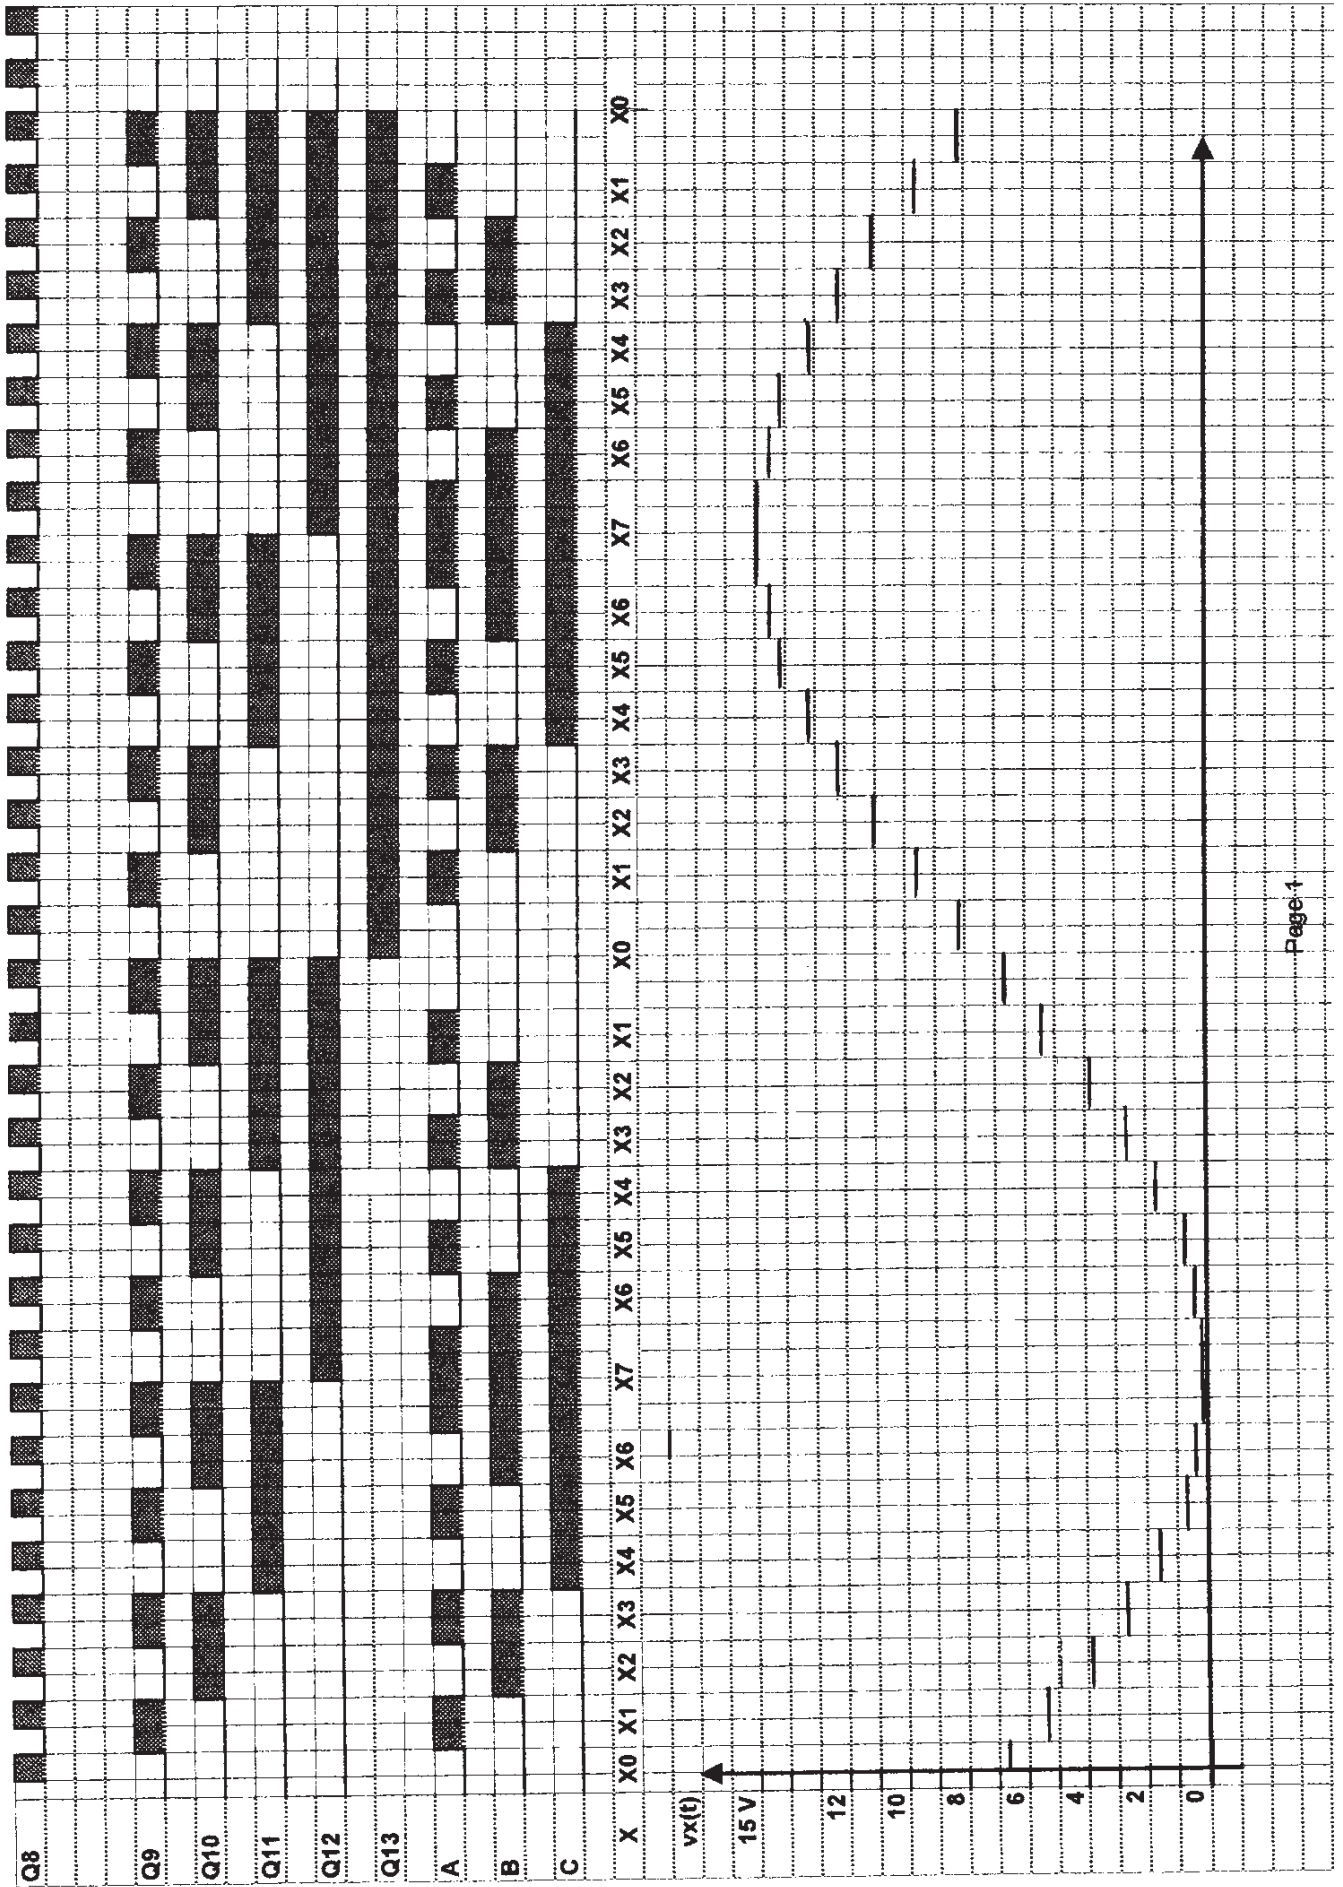 Q8
Q9
Q10
Q11
Q12
Q13
A
B
C
X X0 X1 X2 X3 X4 X5 X6 X7 X6 X5 X4 X3 X2 X1 X0 X1 X2 X3 X4 X5 X6 X7 X6 X5 X4 X3 X2 X1 X0
vx(t)
15 V
12
10
8
6
4
2
0
Page 1